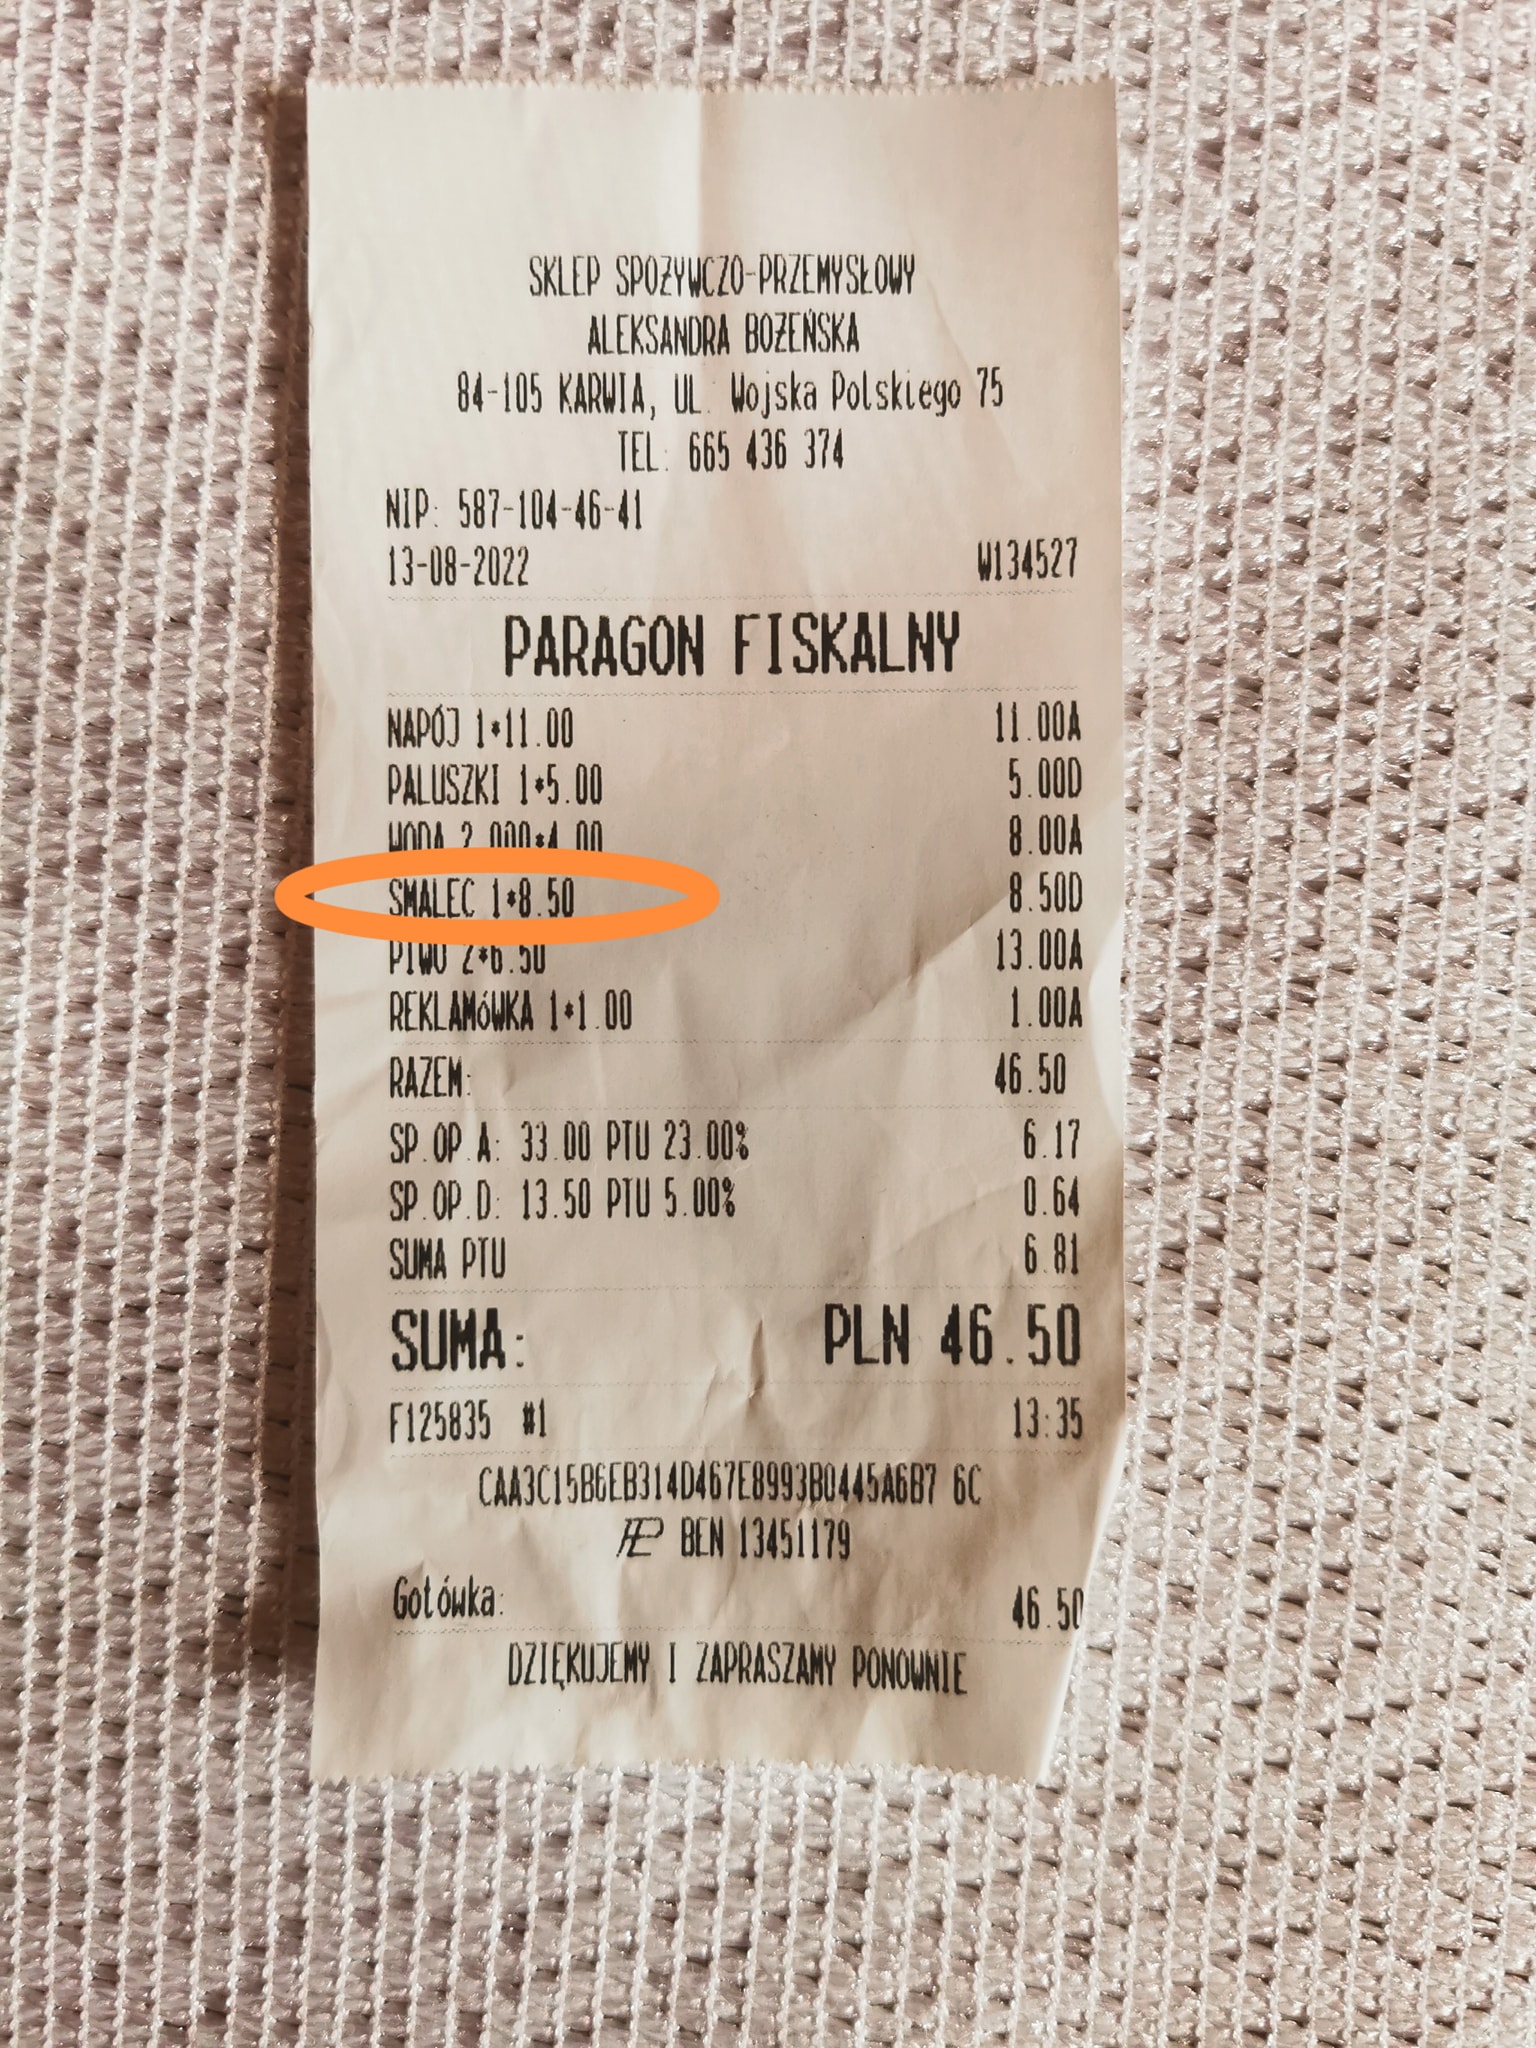 SKLEP SPOŻYWCZO-PRZEMYSŁOWY
ALEKSANDRA BOŻEŃSKA
84-105 KARWIA, UL. Wojska Polskiego 75
TEL: 665 436 374
NIP: 587-104-46-41
13-08-2022 W134527
PARAGON FISKALNY
NAPÓJ 1*11.00 11.00A
PALUSZKI 1*5.00 5.00D
WODA 2.000*4.00 8.00A
SMALEC 1*8.50 8.50D
PIWO 2*6.50 13.00A
REKLAMóWKA 1*1.00 1.00A
RAZEM: 46.50
SP.OP.A: 33.00 PTU 23.00% 6.17
SP.OP.D: 13.50 PTU 5.00% 0.64
SUMA PTU 6.81
SUMA: PLN 46.50
F125835 #1 13:35
CAA3C15B6EB314D467E8993B0445A6B7 6C
BEN 13451179
Gotówka: 46.50
DZIĘKUJEMY I ZAPRASZAMY PONOWNIE